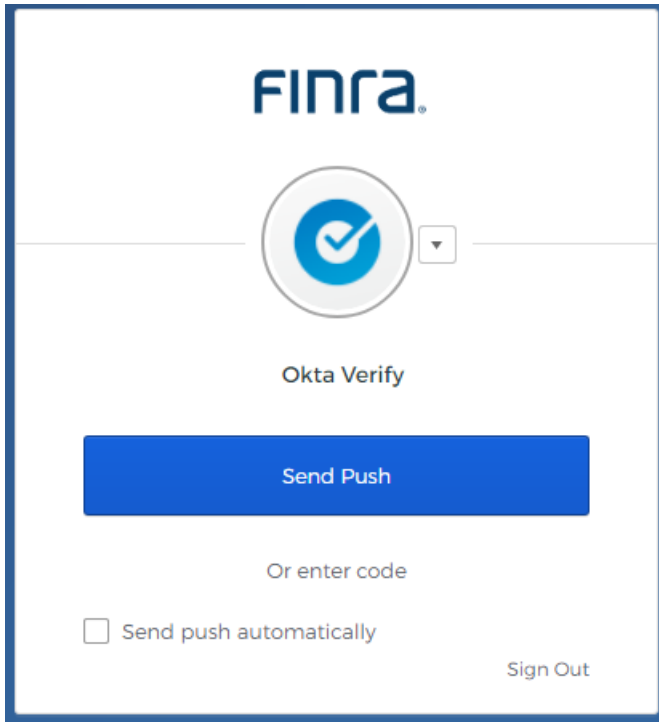 Finra®
Okta Verify
Send Push
Or enter code
Send push automatically
Sign Out